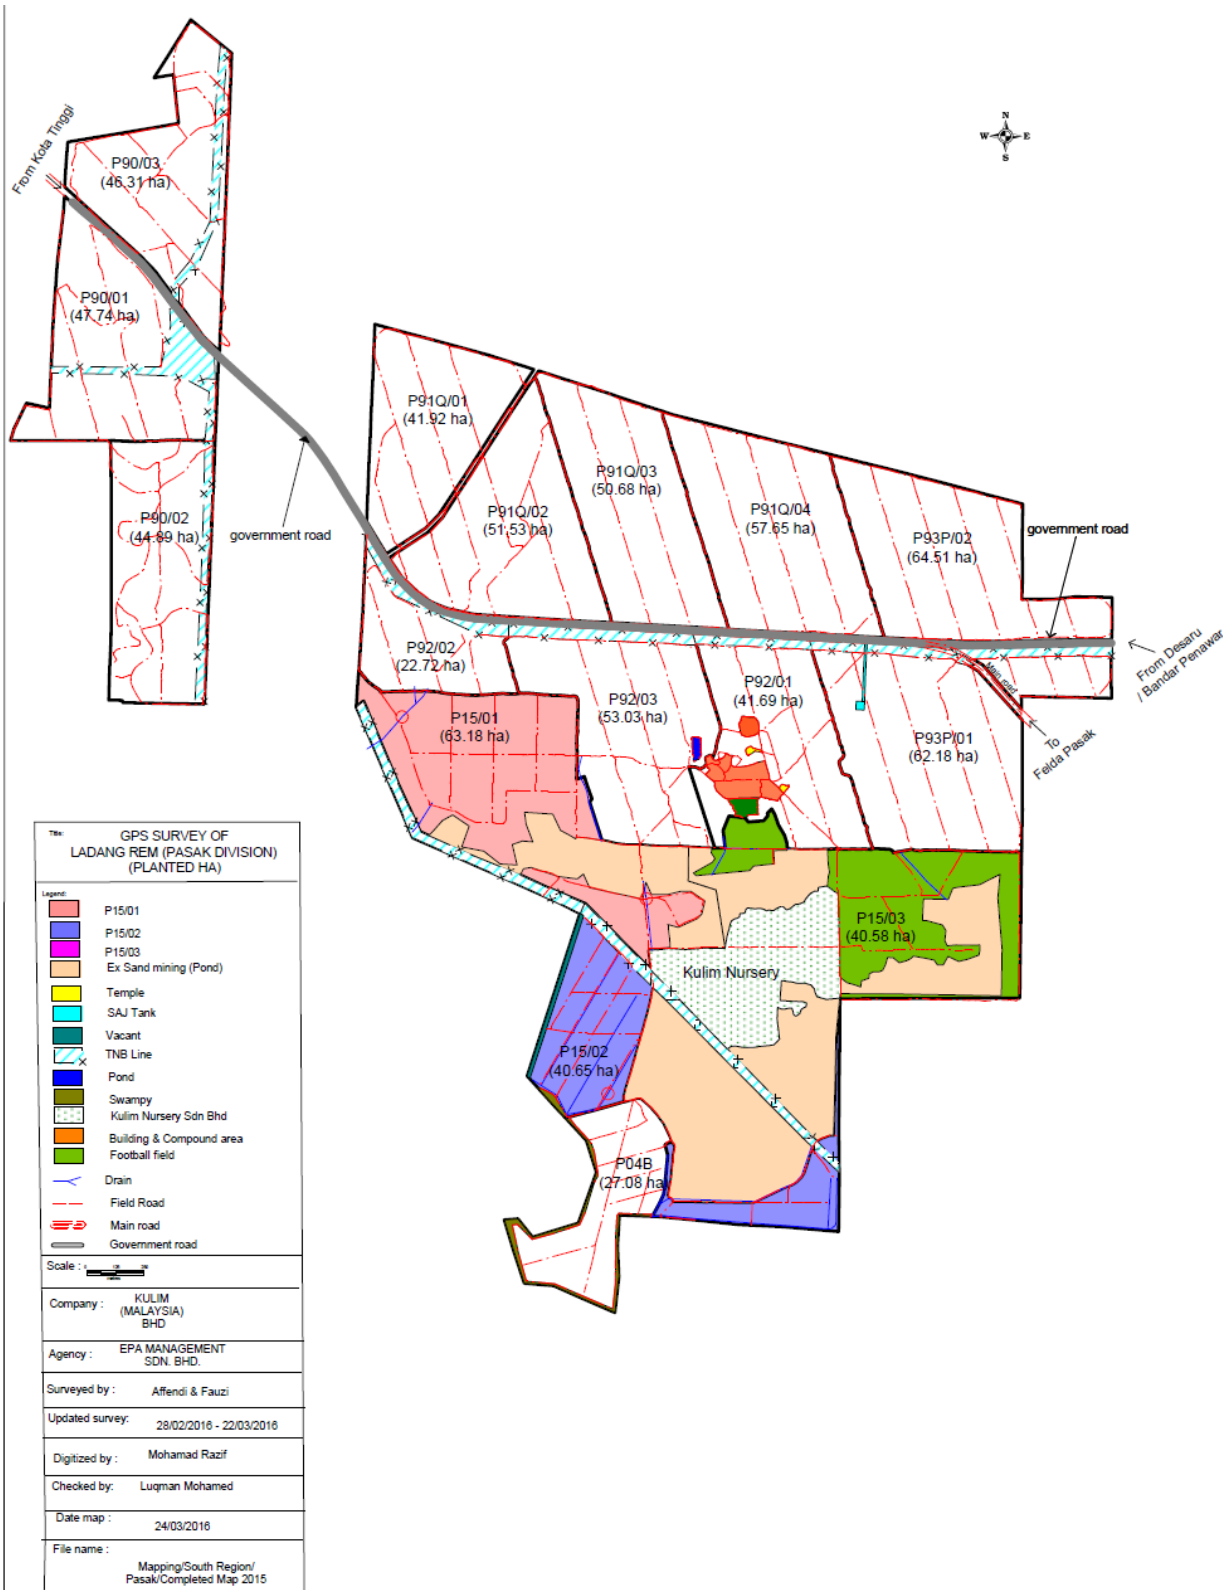 N
W E
S
From Kota Tinggi
P90/03
(46.31 ha)
P90/01
(47.74 ha)
P90/02
(44.89 ha)
government road
P91Q/01
(41.92 ha)
P91Q/02
(51.53 ha)
P91Q/03
(50.68 ha)
P91Q/04
(57.65 ha)
P93P/02
(64.51 ha)
government road
From Desaru
/ Bandar Penawar
Main road
To
Felda Pasak
P92/02
(22.72 ha)
P92/03
(53.03 ha)
P92/01
(41.69 ha)
P93P/01
(62.18 ha)
P15/01
(63.18 ha)
P15/03
(40.58 ha)
Kulim Nursery
P15/02
(40.65 ha)
P04B
(27.08 ha)
Title:
GPS SURVEY OF
LADANG REM (PASAK DIVISION)
(PLANTED HA)
Legend:
P15/01
P15/02
P15/03
Ex Sand mining (Pond)
Temple
SAJ Tank
Vacant
TNB Line
Pond
Swampy
Kulim Nursery Sdn Bhd
Building & Compound area
Football field
Drain
Field Road
Main road
Government road
Scale :
Company : KULIM
(MALAYSIA)
BHD
Agency : EPA MANAGEMENT
SDN. BHD.
Surveyed by : Affendi & Fauzi
Updated survey: 28/02/2016 - 22/03/2016
Digitized by : Mohamad Razif
Checked by: Luqman Mohamed
Date map : 24/03/2016
File name :
Mapping/South Region/
Pasak/Completed Map 2015